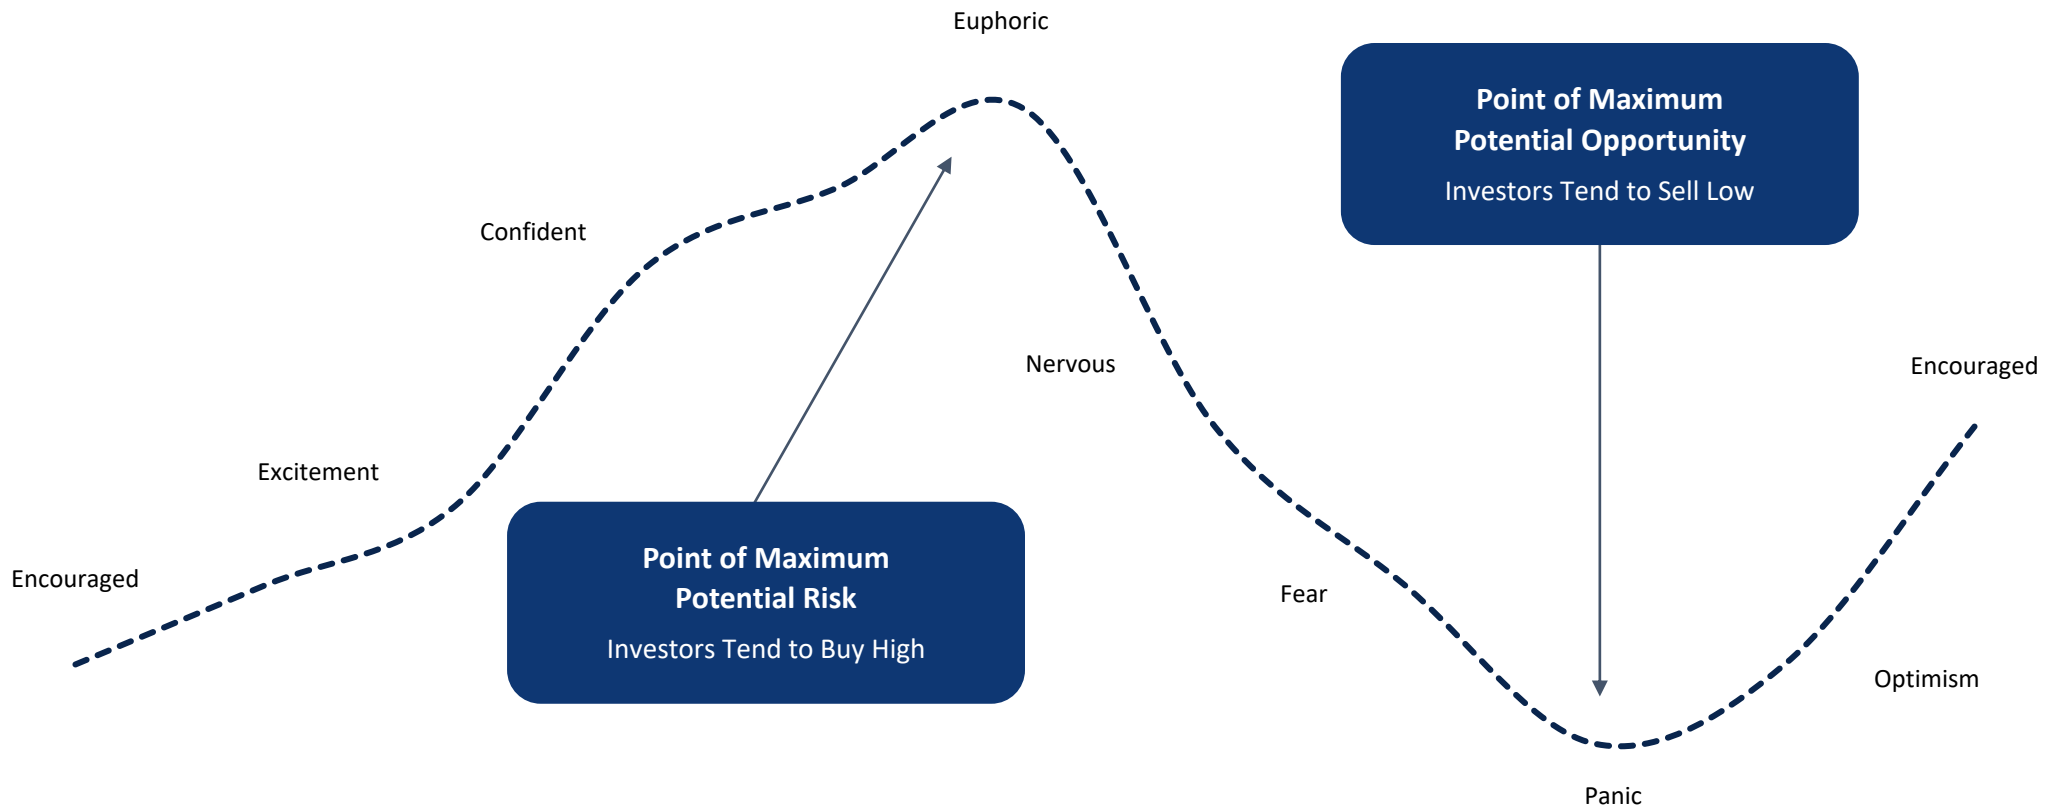 Euphoric
Point of Maximum
Potential Opportunity
Investors Tend to Sell Low
Confident
Nervous
Encouraged
Excitement
Point of Maximum
Potential Risk
Investors Tend to Buy High
Encouraged
Fear
Optimism
Panic